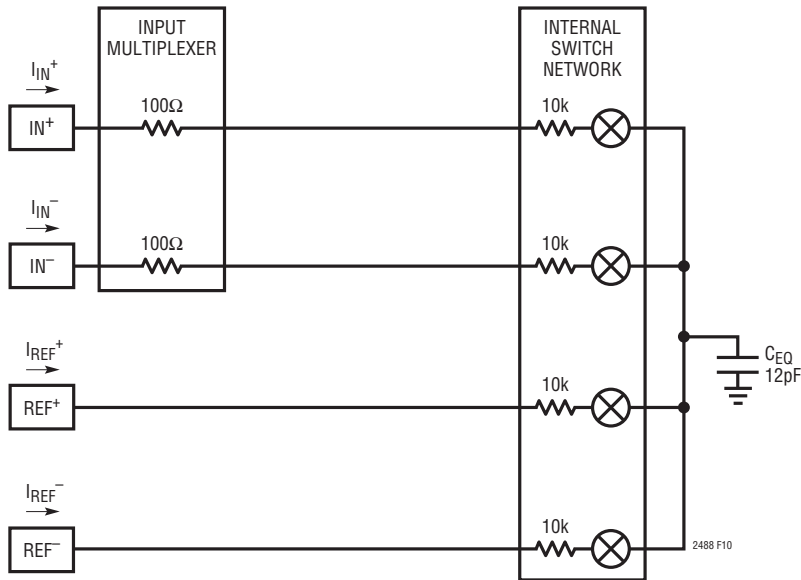 INPUT
MULTIPLEXER
INTERNAL
SWITCH
NETWORK
IIN+
100Ω
10k
IN+
IIN–
100Ω
10k
IN–
IREF+
10k
REF+
CEQ
12pF
IREF–
10k
REF–
2488 F10